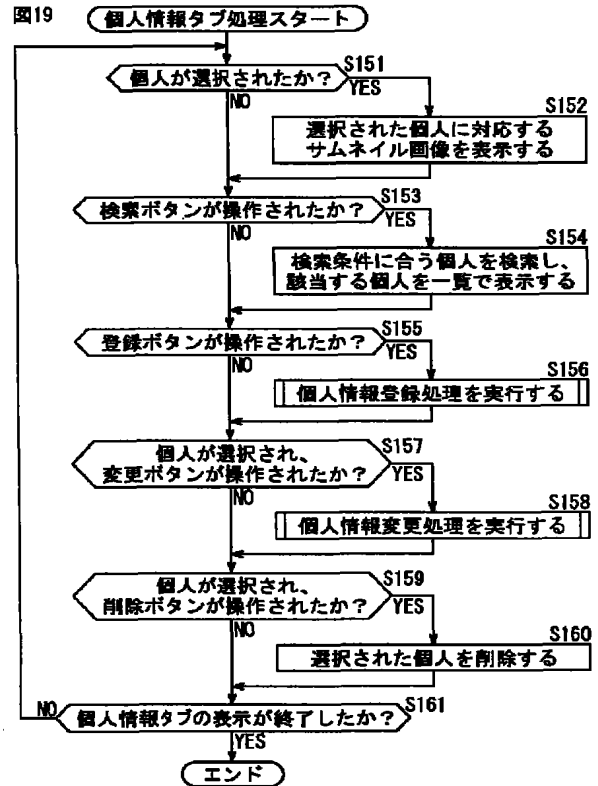 図19
個人情報タブ処理スタート
S151
個人が選択されたか?
YES
NO
S152
選択された個人に対応する
サムネイル画像を表示する
S153
検索ボタンが操作されたか?
YES
NO
S154
検索条件に合う個人を検索し、
該当する個人を一覧で表示する
S155
登録ボタンが操作されたか?
YES
NO
S156
個人情報登録処理を実行する
個人が選択され、
S157
変更ボタンが操作されたか?
YES
NO
S158
個人情報変更処理を実行する
個人が選択され、
S159
削除ボタンが操作されたか?
YES
NO
S160
選択された個人を削除する
S161
NO
個人情報タブの表示が終了したか?
YES
エンド